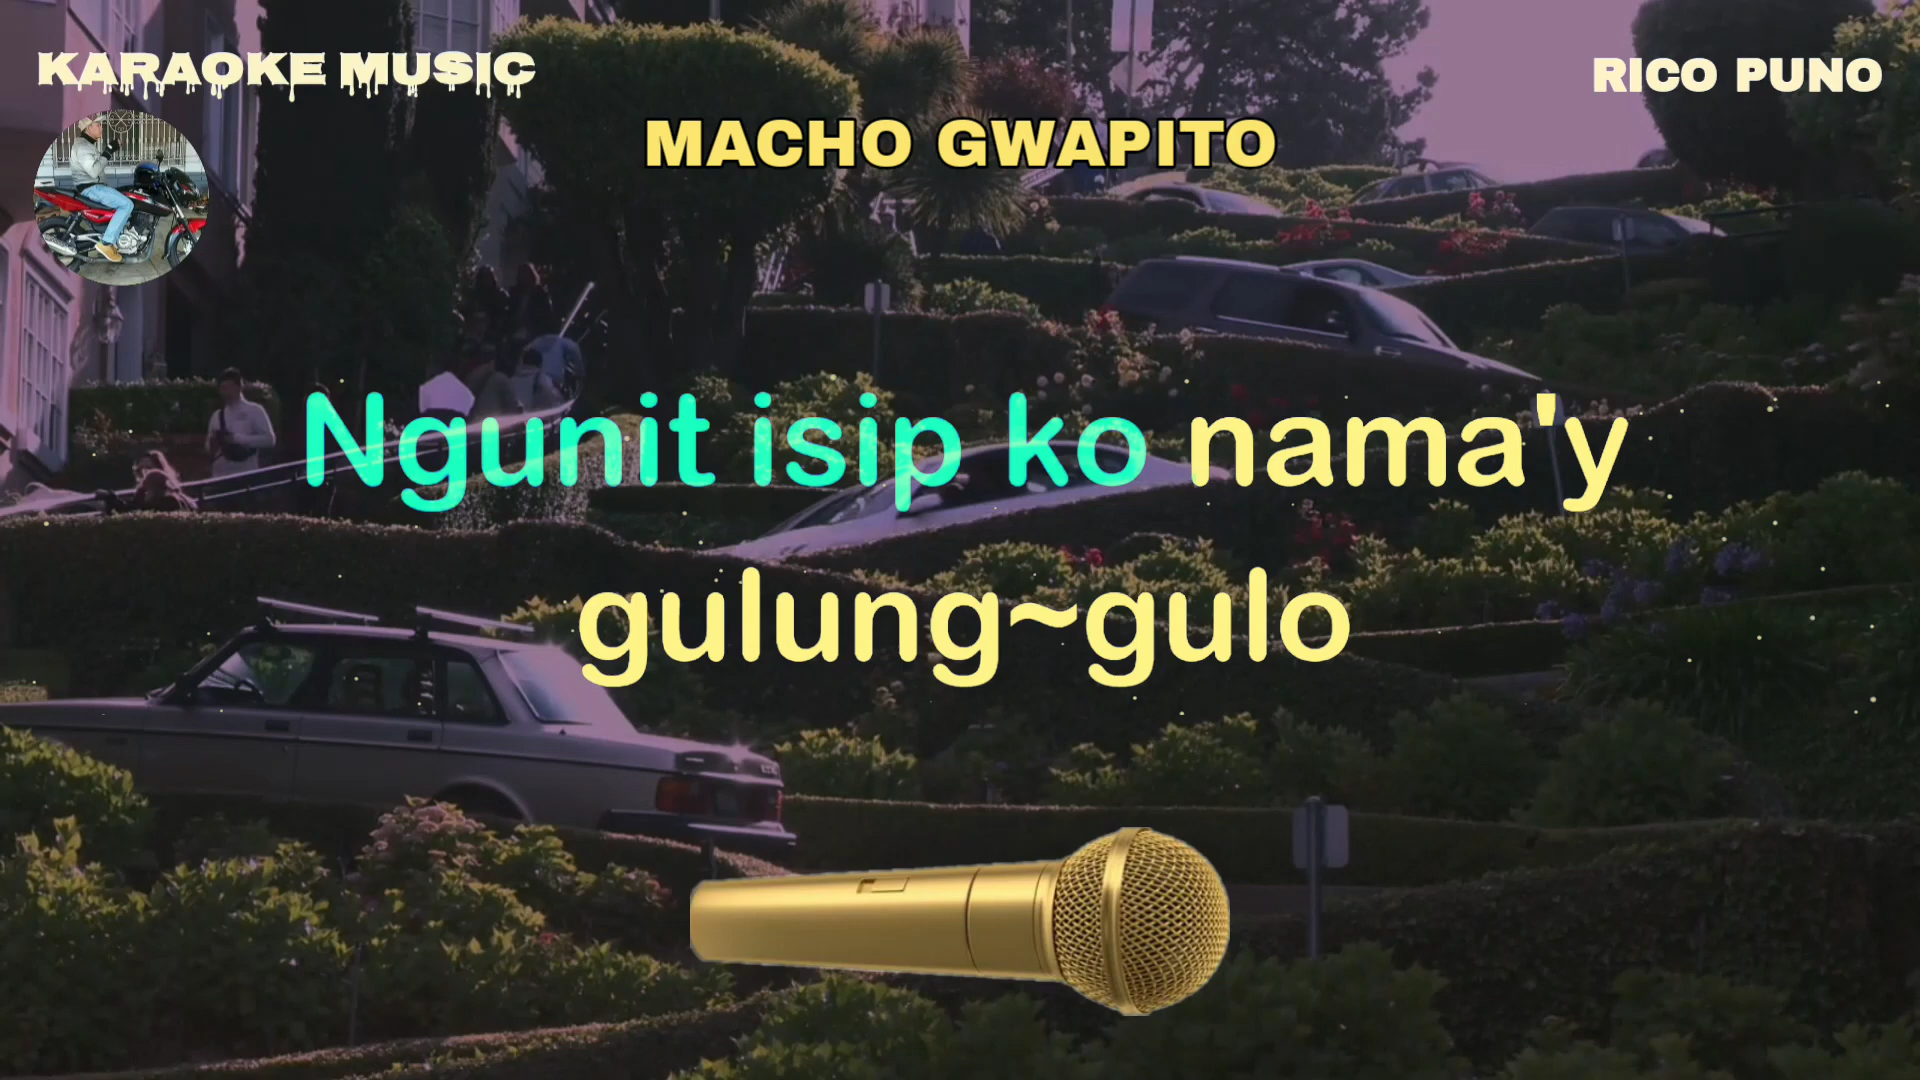 KARAOKE MUSIC
RICO PUNO
MACHO GWAPITO
Ngunit isip ko nama'y
gulung~gulo